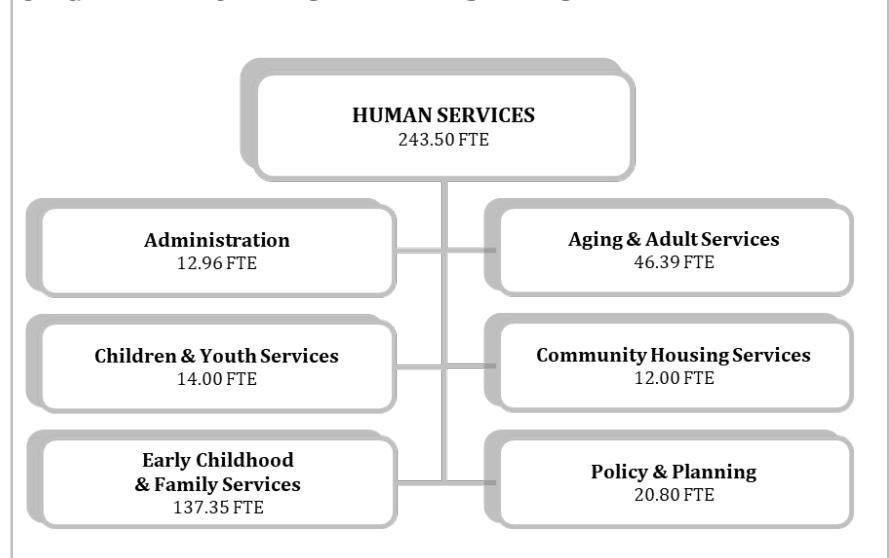 HUMAN SERVICES
243.50 FTE
Administration
12.96 FTE
Aging & Adult Services
46.39 FTE
Children & Youth Services
14.00 FTE
Community Housing Services
12.00 FTE
Early Childhood
& Family Services
137.35 FTE
Policy & Planning
20.80 FTE